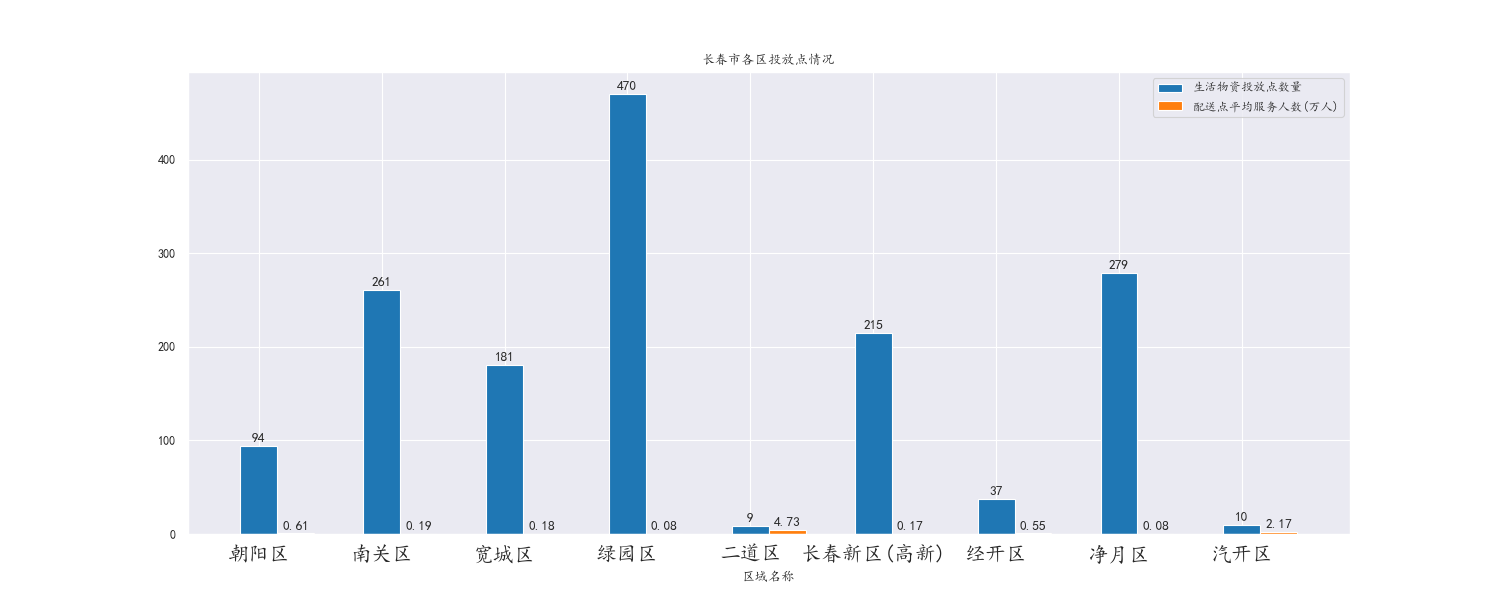 长春市各区投放点情况
生活物资投放点数量
配送点平均服务人数(万人)
400
300
200
100
0
94
0.61
261
0.19
181
0.18
470
0.08
9
4.73
215
0.17
37
0.55
279
0.08
10
2.17
朝阳区
南关区
宽城区
绿园区
二道区
长春新区(高新)
经开区
净月区
汽开区
区域名称